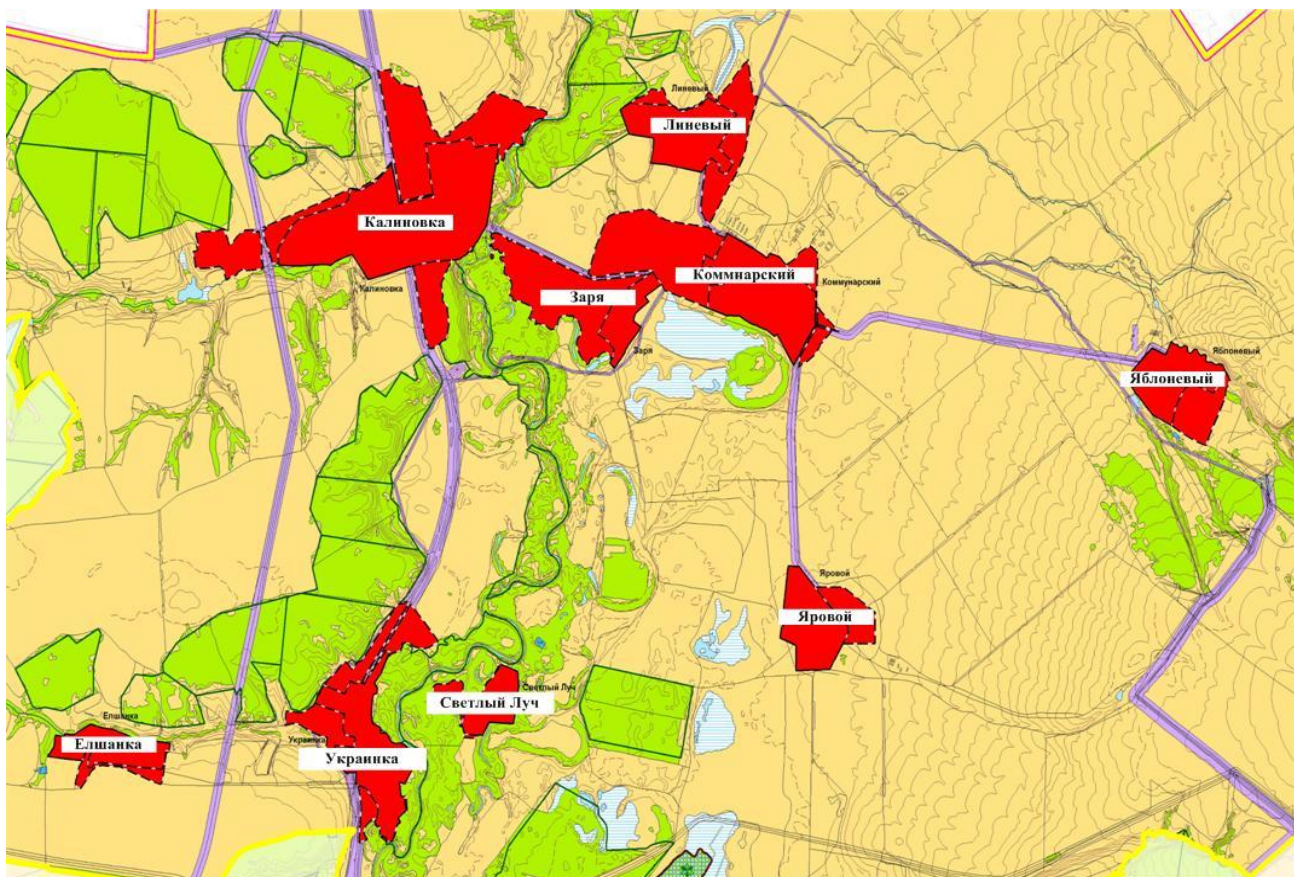 Линевый
Линевый
Калиновка
Коммнарский
Коммунарский
Калиновка
Заря
Заря
Яблоневый
Яблоневый
Яровой
Яровой
Светлый Луч
Светлый Луч
Елшанка
Елшанка
Украинка
Украинка